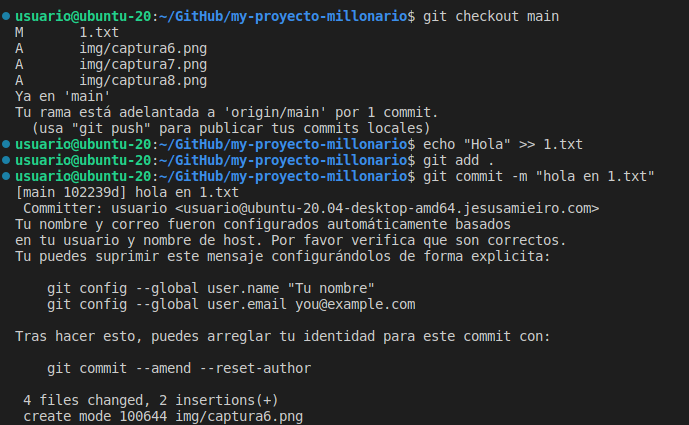 usuario@ubuntu-20:~/GitHub/my-proyecto-millonario$ git checkout main
M       1.txt
A       img/captura6.png
A       img/captura7.png
A       img/captura8.png
Ya en 'main'
Tu rama está adelantada a 'origin/main' por 1 commit.
  (usa "git push" para publicar tus commits locales)
usuario@ubuntu-20:~/GitHub/my-proyecto-millonario$ echo "Hola" >> 1.txt
usuario@ubuntu-20:~/GitHub/my-proyecto-millonario$ git add .
usuario@ubuntu-20:~/GitHub/my-proyecto-millonario$ git commit -m "hola en 1.txt"
[main 102239d] hola en 1.txt
 Committer: usuario <usuario@ubuntu-20.04-desktop-amd64.jesusamieiro.com>
Tu nombre y correo fueron configurados automáticamente basados
en tu usuario y nombre de host. Por favor verifica que son correctos.
Tu puedes suprimir este mensaje configurándolos de forma explicita:

    git config --global user.name "Tu nombre"
    git config --global user.email you@example.com

Tras hacer esto, puedes arreglar tu identidad para este commit con:

    git commit --amend --reset-author

 4 files changed, 2 insertions(+)
 create mode 100644 img/captura6.png